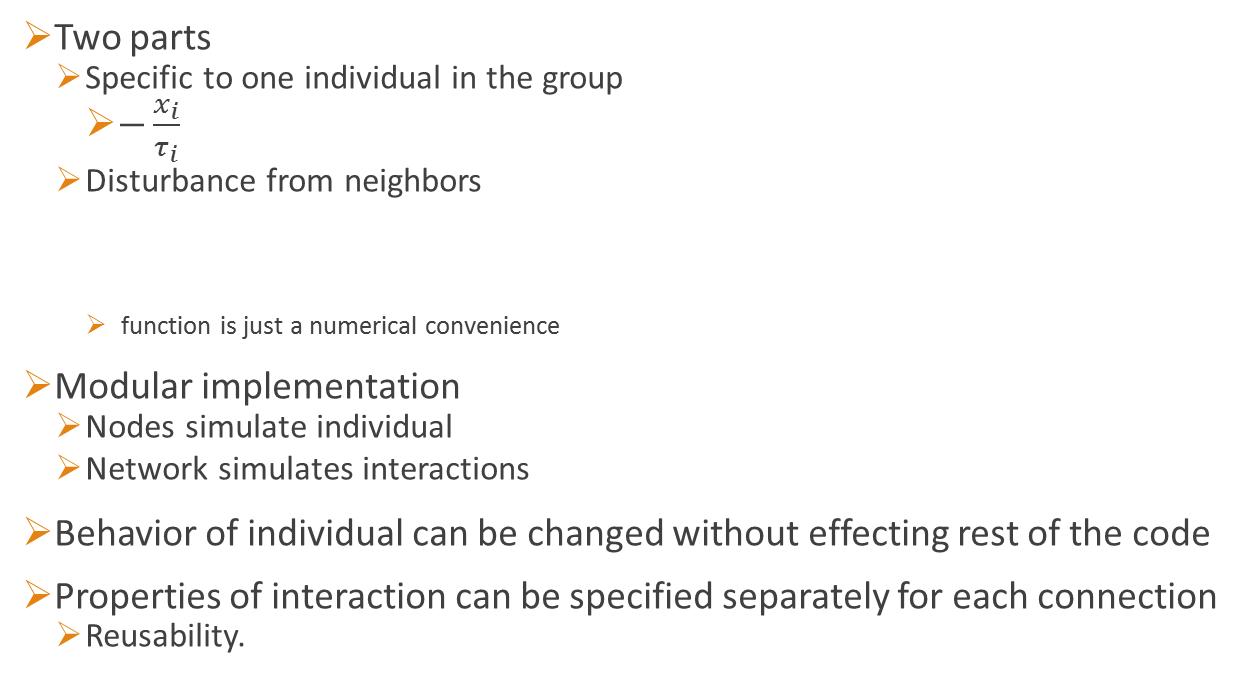 Two parts
Specific to one individual in the group
− x_i / τ_i
Disturbance from neighbors
function is just a numerical convenience
Modular implementation
Nodes simulate individual
Network simulates interactions
Behavior of individual can be changed without effecting rest of the code
Properties of interaction can be specified separately for each connection
Reusability.